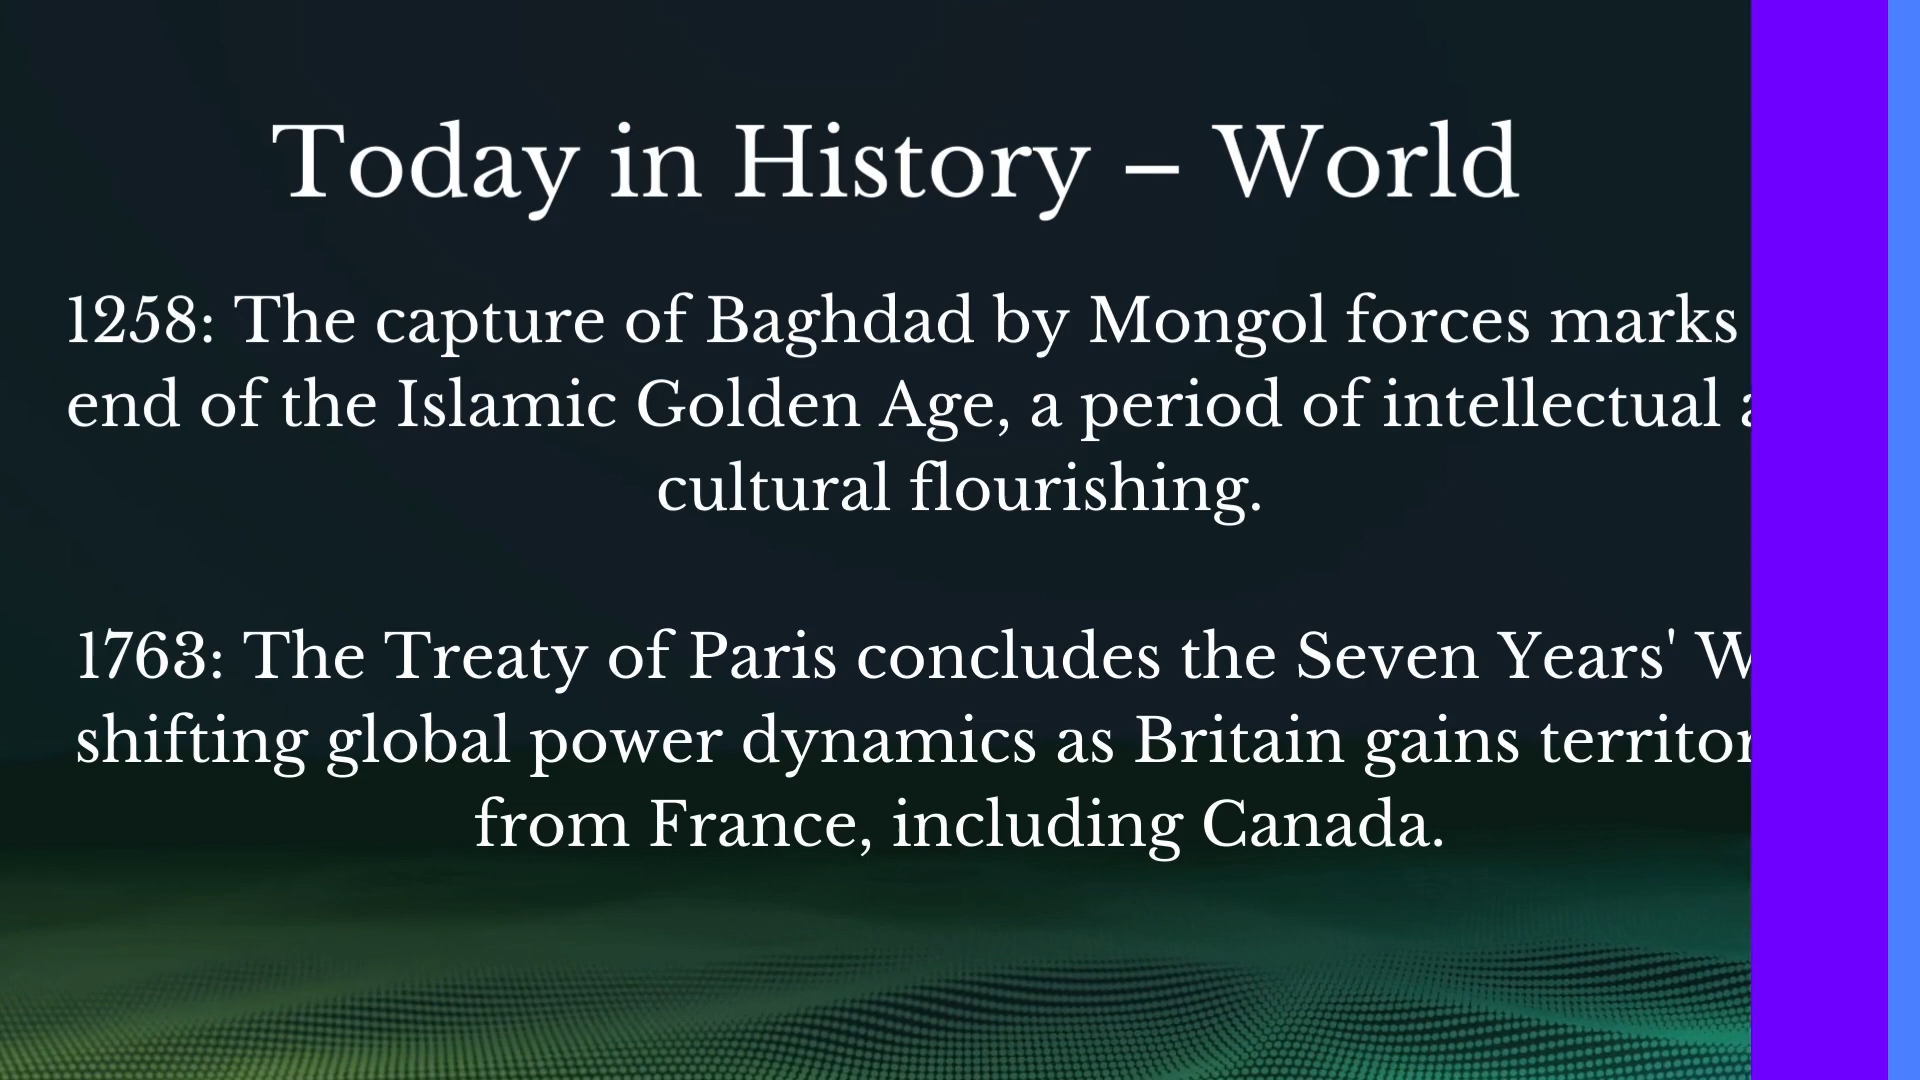 Today in History – World
1258: The capture of Baghdad by Mongol forces marks
end of the Islamic Golden Age, a period of intellectual
cultural flourishing.
1763: The Treaty of Paris concludes the Seven Years'
shifting global power dynamics as Britain gains
from France, including Canada.